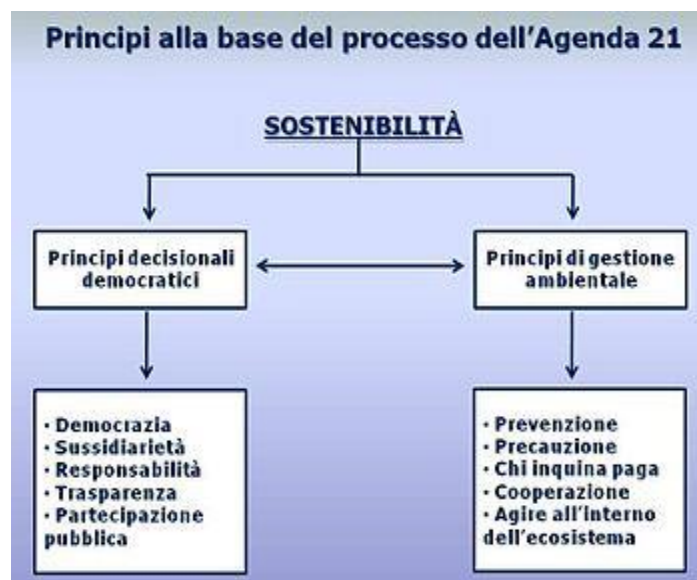 Principi alla base del processo dell'Agenda 21
SOSTENIBILITÀ
Principi decisionali
democratici
Principi di gestione
ambientale
· Democrazia
· Sussidiarietà
· Responsabilità
· Trasparenza
· Partecipazione
pubblica
· Prevenzione
· Precauzione
· Chi inquina paga
· Cooperazione
· Agire all'interno
dell'ecosistema